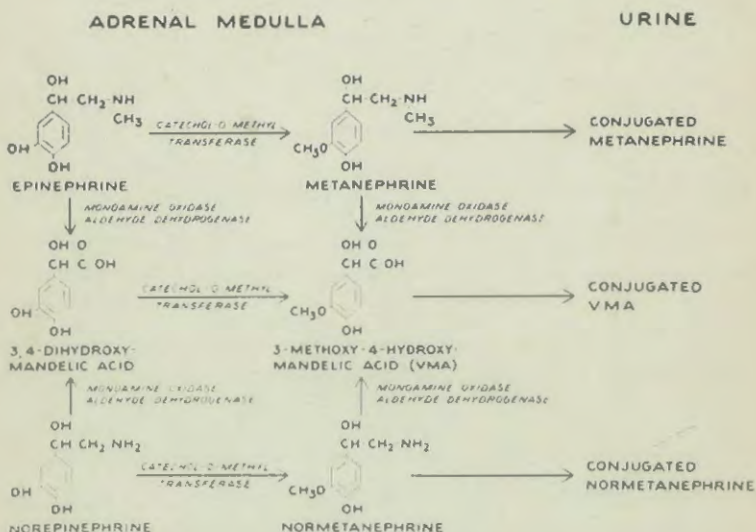 ADRENAL MEDULLA URINE
OH OH
CH-CH₂-NH CH-CH₂-NH
CH₃ CATECHOL-O-METHYL CH₃ CONJUGATED
OH TRANSFERASE CH₃O METANEPHRINE
OH OH
EPINEPHRINE METANEPHRINE
MONOAMINE OXIDASE MONOAMINE OXIDASE
ALDEHYDE DEHYDROGENASE ALDEHYDE DEHYDROGENASE
OH O OH O
CH C OH CH C OH
CATECHOL-O-METHYL CONJUGATED
OH TRANSFERASE CH₃O VMA
OH OH
3,4-DIHYDROXY- 3-METHOXY-4-HYDROXY-
MANDELIC ACID MANDELIC ACID (VMA)
MONOAMINE OXIDASE MONOAMINE OXIDASE
ALDEHYDE DEHYDROGENASE ALDEHYDE DEHYDROGENASE
OH OH
CH CH₂ NH₂ CH CH₂ NH₂
CATECHOL-O-METHYL CONJUGATED
OH TRANSFERASE CH₃O NORMETANEPHRINE
OH OH
NOREPINEPHRINE NORMETANEPHRINE